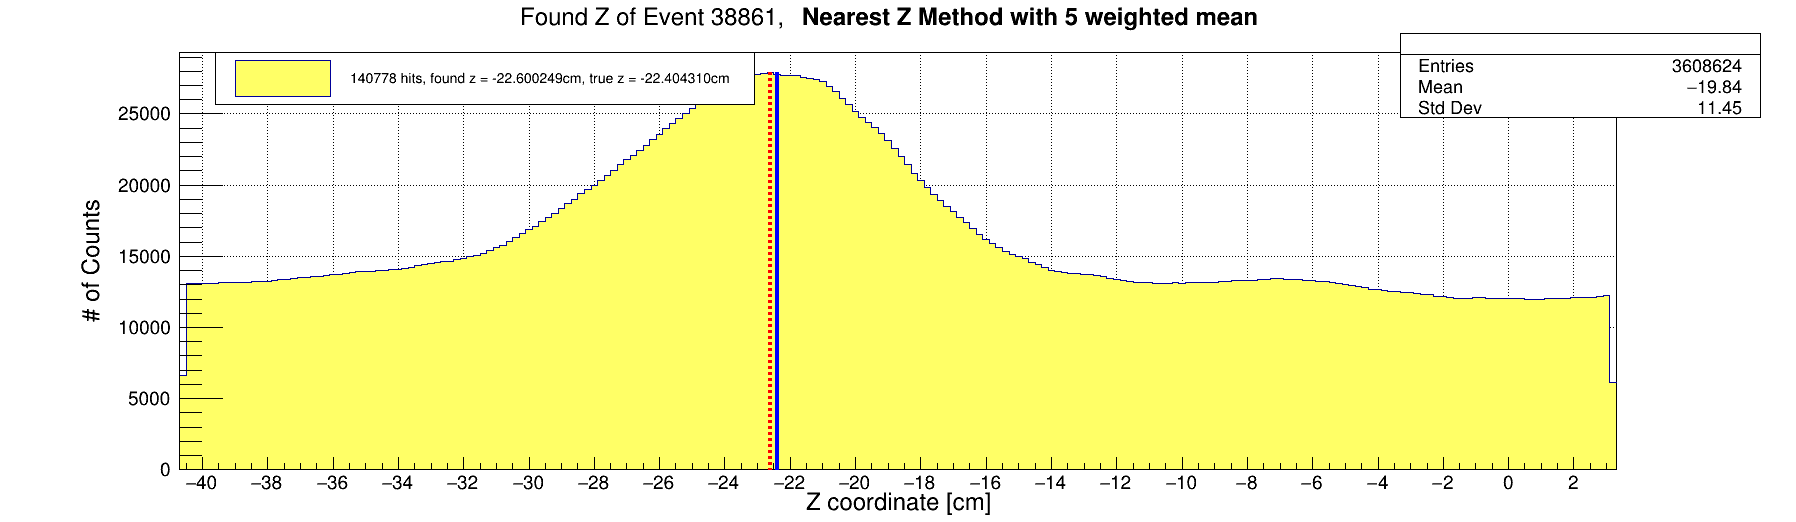 Found Z of Event 38861, Nearest Z Method with 5 weighted mean
140778 hits, found z = -22.600249cm, true z = -22.404310cm
Entries 3608624
Mean −19.84
Std Dev 11.45
25000
20000
15000
10000
5000
0
# of Counts
−40 −38 −36 −34 −32 −30 −28 −26 −24 −22 −20 −18 −16 −14 −12 −10 −8 −6 −4 −2 0 2
Z coordinate [cm]